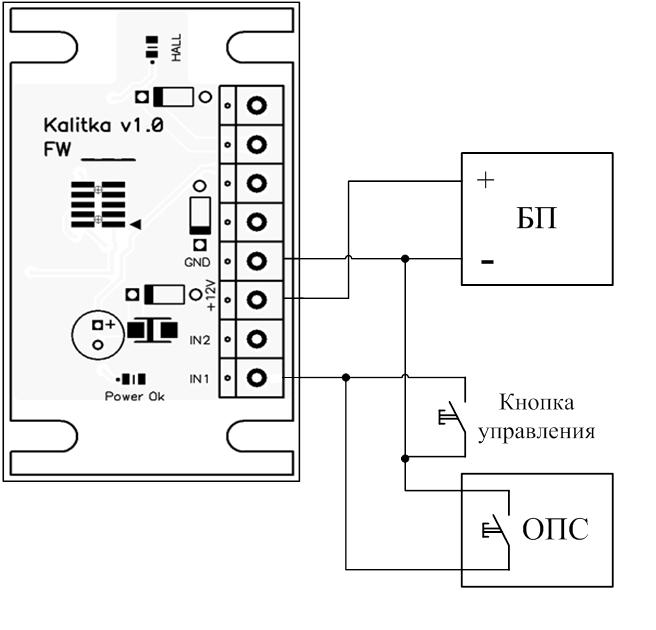 HALL
Kalitka v1.0
FW ____
+
БП
-
GND
+12V
+
IN2
IN1
Power Ok
Кнопка
управления
ОПС